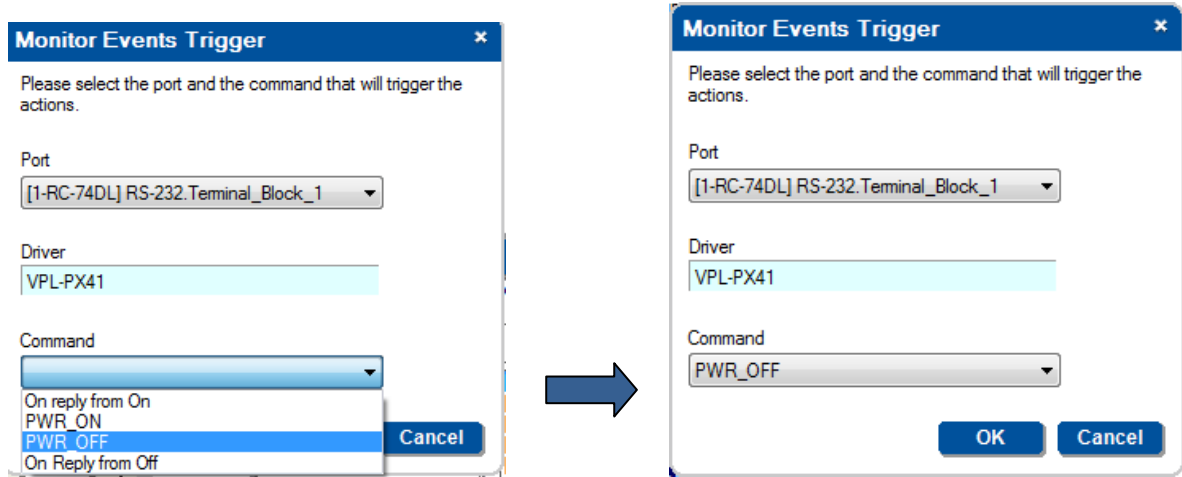 Monitor Events Trigger ×
Please select the port and the command that will trigger the
actions.
Port
[1-RC-74DL] RS-232.Terminal_Block_1
Driver
VPL-PX41
Command
On reply from On
PWR_ON
PWR_OFF
On Reply from Off
Cancel
Monitor Events Trigger ×
Please select the port and the command that will trigger the
actions.
Port
[1-RC-74DL] RS-232.Terminal_Block_1
Driver
VPL-PX41
Command
PWR_OFF
OK Cancel